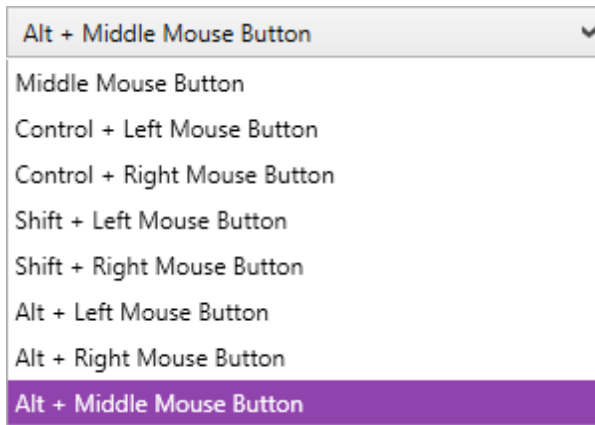 Alt + Middle Mouse Button
Middle Mouse Button
Control + Left Mouse Button
Control + Right Mouse Button
Shift + Left Mouse Button
Shift + Right Mouse Button
Alt + Left Mouse Button
Alt + Right Mouse Button
Alt + Middle Mouse Button